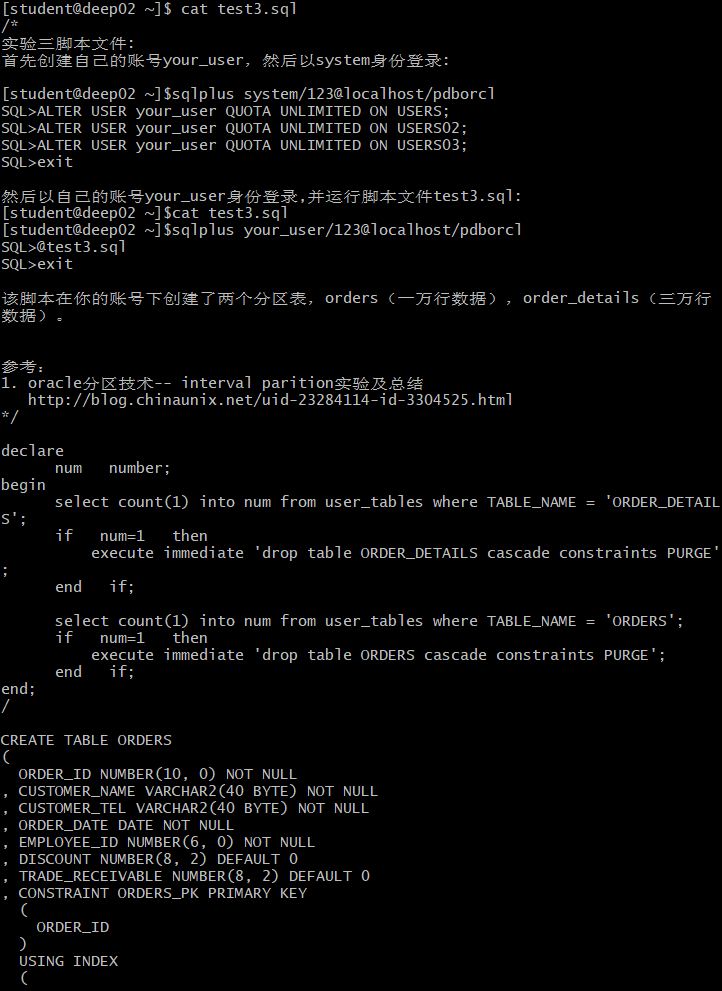 [student@deep02 ~]$ cat test3.sql
/*
实验三脚本文件:
首先创建自己的账号your_user，然后以system身份登录:
[student@deep02 ~]$sqlplus system/123@localhost/pdborcl
SQL>ALTER USER your_user QUOTA UNLIMITED ON USERS;
SQL>ALTER USER your_user QUOTA UNLIMITED ON USERS02;
SQL>ALTER USER your_user QUOTA UNLIMITED ON USERS03;
SQL>exit
然后以自己的账号your_user身份登录,并运行脚本文件test3.sql:
[student@deep02 ~]$cat test3.sql
[student@deep02 ~]$sqlplus your_user/123@localhost/pdborcl
SQL>@test3.sql
SQL>exit
该脚本在你的账号下创建了两个分区表，orders（一万行数据），order_details（三万行
数据）。
参考：
1. oracle分区技术-- interval parition实验及总结
http://blog.chinaunix.net/uid-23284114-id-3304525.html
*/
declare
num   number;
begin
select count(1) into num from user_tables where TABLE_NAME = 'ORDER_DETAIL
S';
if   num=1   then
execute immediate 'drop table ORDER_DETAILS cascade constraints PURGE'
;
end   if;
select count(1) into num from user_tables where TABLE_NAME = 'ORDERS';
if   num=1   then
execute immediate 'drop table ORDERS cascade constraints PURGE';
end   if;
end;
/
CREATE TABLE ORDERS
(
ORDER_ID NUMBER(10, 0) NOT NULL
, CUSTOMER_NAME VARCHAR2(40 BYTE) NOT NULL
, CUSTOMER_TEL VARCHAR2(40 BYTE) NOT NULL
, ORDER_DATE DATE NOT NULL
, EMPLOYEE_ID NUMBER(6, 0) NOT NULL
, DISCOUNT NUMBER(8, 2) DEFAULT 0
, TRADE_RECEIVABLE NUMBER(8, 2) DEFAULT 0
, CONSTRAINT ORDERS_PK PRIMARY KEY
(
ORDER_ID
)
USING INDEX
(